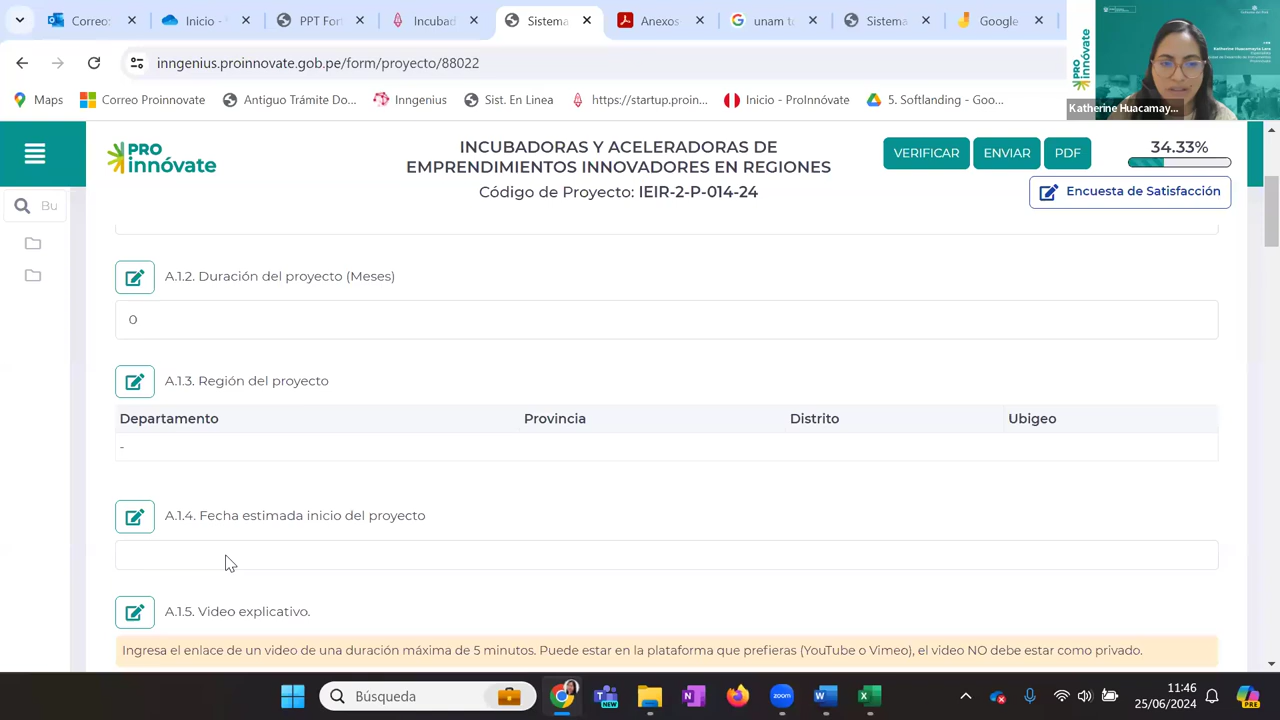 Correo:
Inicio -
PPT For
Incubad
Sistema
Anexos
unam t
Sistema
Google
inngenius.proinnovate.gob.pe/form/proyecto/88022
Maps
Correo Proinnovate
Antiguo Trámite Do...
Inngenius
Sist. En Linea
https://startup.proin...
Inicio - ProInnóvate
5. Softlanding - Goo...
PRO
innóvate
Katherine Huacamay...
PRO
innóvate
INCUBADORAS Y ACELERADORAS DE
EMPRENDIMIENTOS INNOVADORES EN REGIONES
Código de Proyecto: IEIR-2-P-014-24
VERIFICAR
ENVIAR
PDF
34.33%
Encuesta de Satisfacción
Bu
A.1.2. Duración del proyecto (Meses)
0
A.1.3. Región del proyecto
Departamento Provincia Distrito Ubigeo
-
A.1.4. Fecha estimada inicio del proyecto
A.1.5. Video explicativo.
Ingresa el enlace de un video de una duración máxima de 5 minutos. Puede estar en la plataforma que prefieras (YouTube o Vimeo), el video NO debe estar como privado.
Búsqueda
NEW
zoom
11:46
25/06/2024
PRE